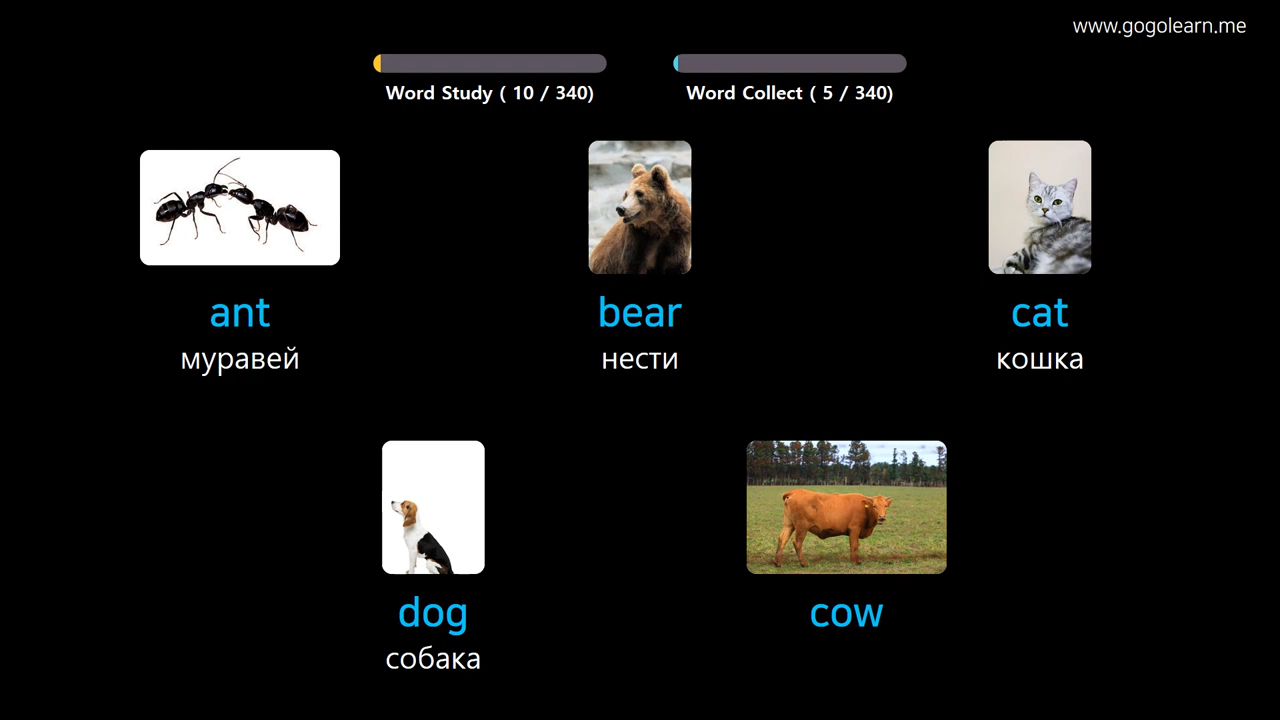 www.gogolearn.me
Word Study ( 10 / 340)
Word Collect ( 5 / 340)
ant
муравей
bear
нести
cat
кошка
dog
собака
cow